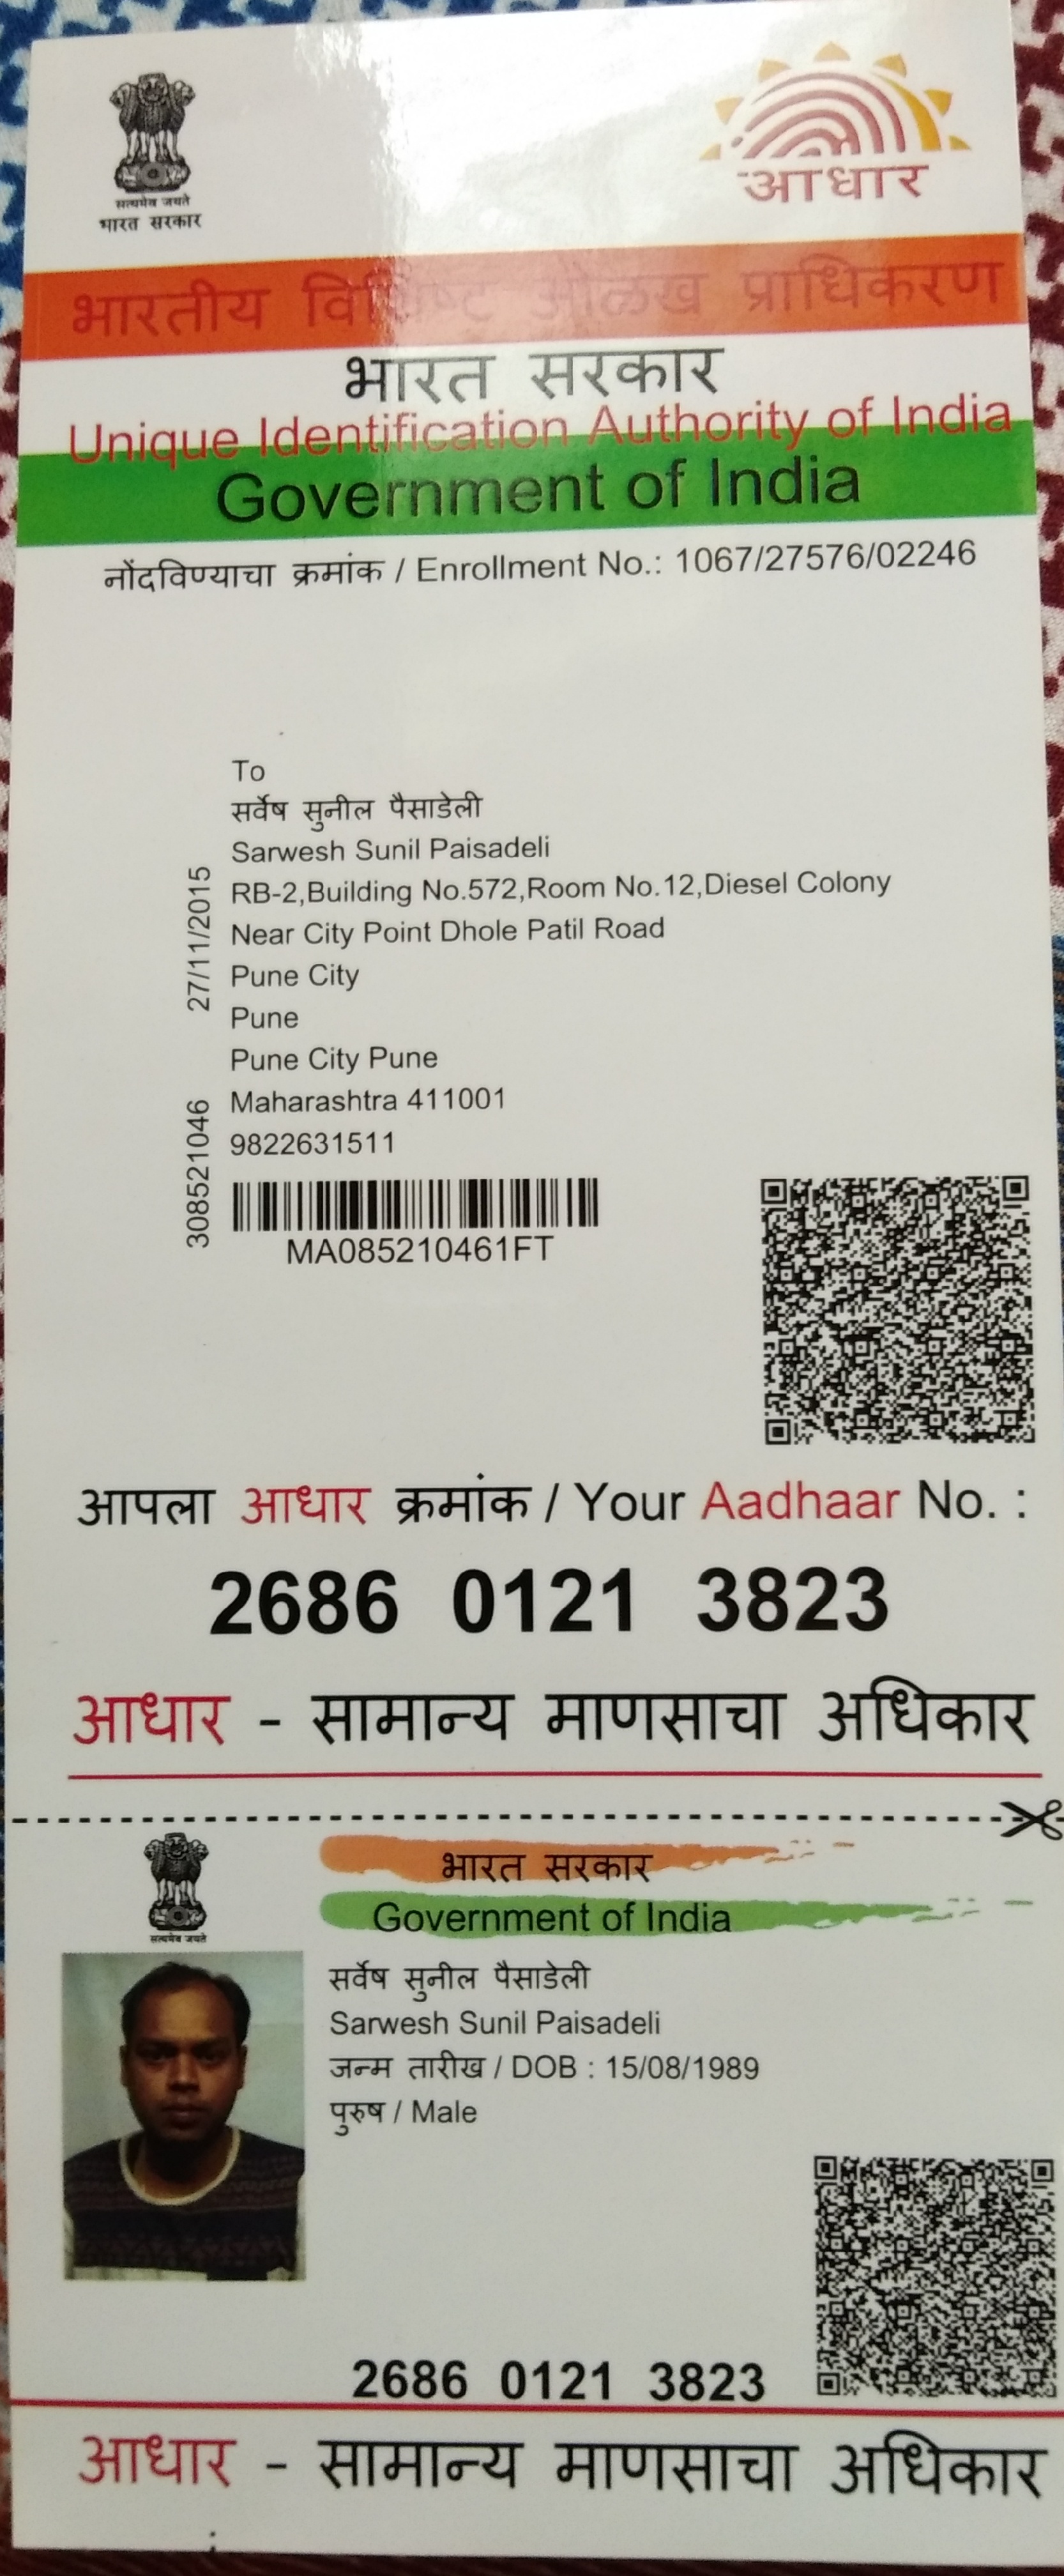 सत्यमेव जयते
भारत सरकार
आधार
भारतीय विशिष्ट ओळख प्राधिकरण
भारत सरकार
Unique Identification Authority of India
Government of India
नोंदविण्याचा क्रमांक / Enrollment No.: 1067/27576/02246
To
सर्वेष सुनील पैसाडेली
Sarwesh Sunil Paisadeli
RB-2,Building No.572,Room No.12,Diesel Colony
Near City Point Dhole Patil Road
Pune City
Pune
Pune City Pune
Maharashtra 411001
9822631511
27/11/2015
308521046
MA085210461FT
आपला आधार क्रमांक / Your Aadhaar No. :
2686 0121 3823
आधार - सामान्य माणसाचा अधिकार
सत्यमेव जयते
भारत सरकार
Government of India
सर्वेष सुनील पैसाडेली
Sarwesh Sunil Paisadeli
जन्म तारीख / DOB : 15/08/1989
पुरुष / Male
2686 0121 3823
आधार - सामान्य माणसाचा अधिकार